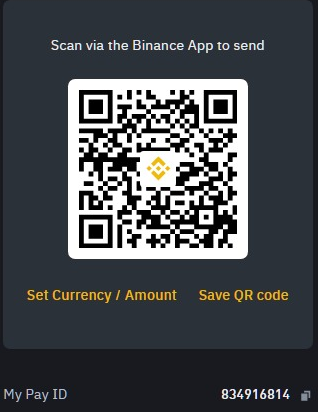 Scan via the Binance App to send
Set Currency / Amount Save QR code
My Pay ID 834916814